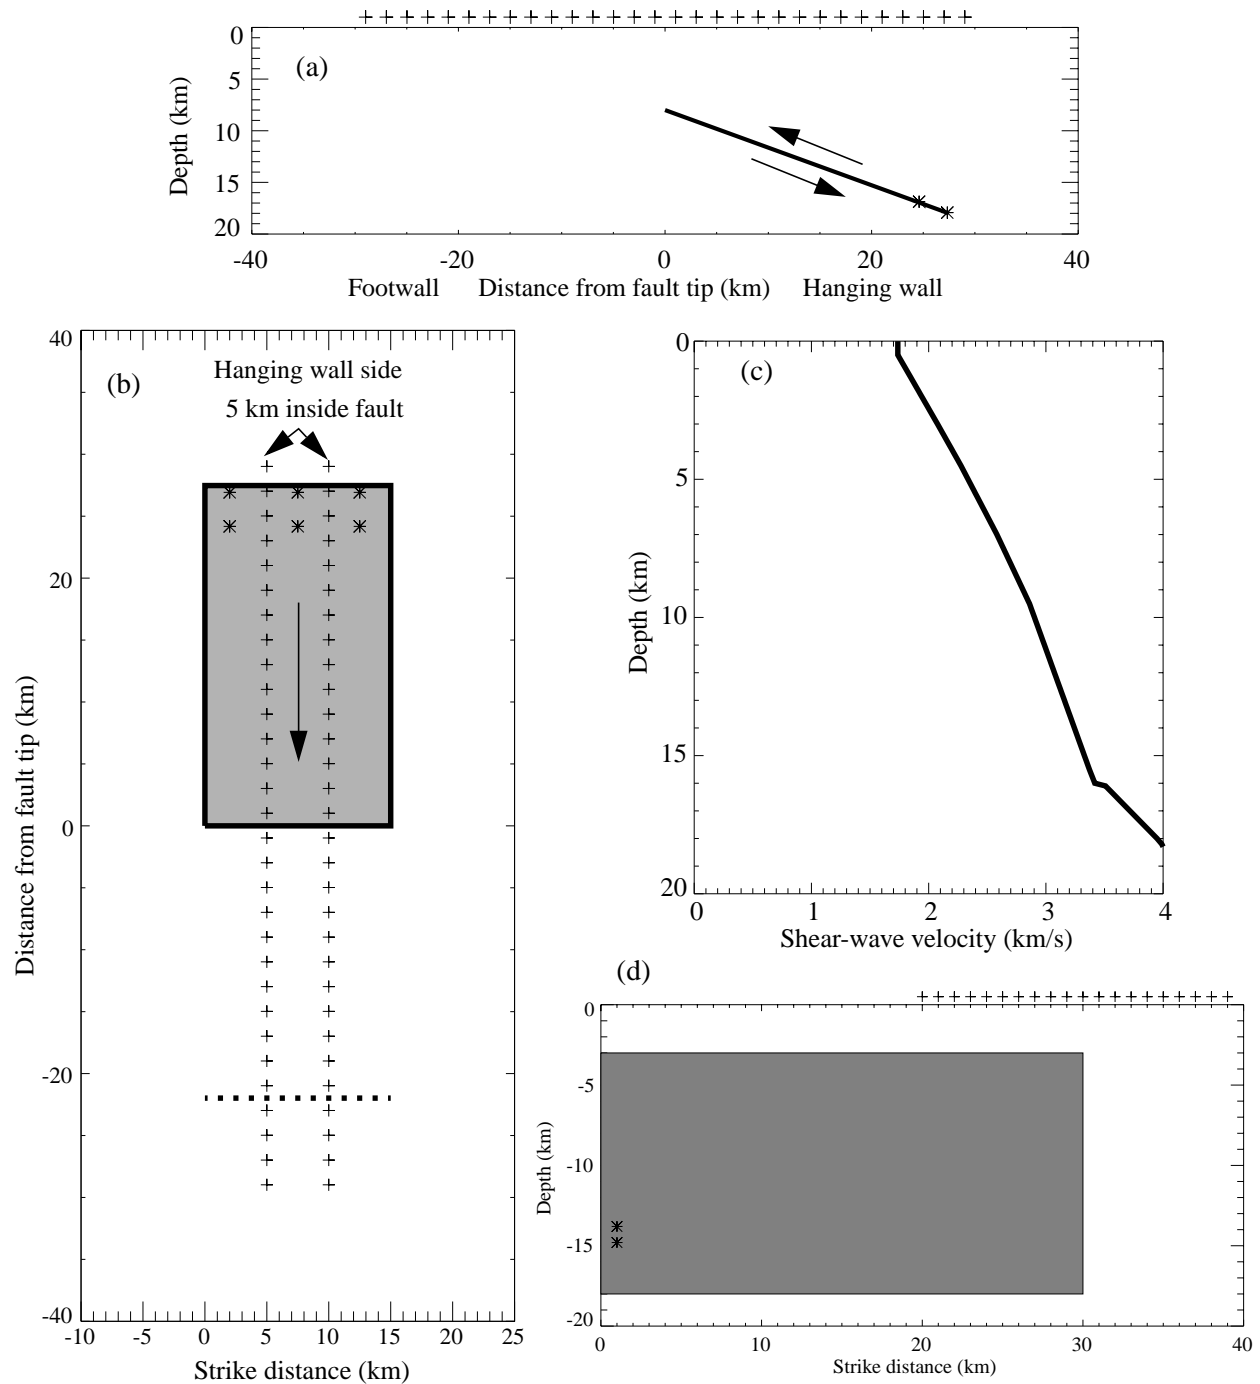 0
5
10
15
20
Depth (km)
(a)
-40 -20 0 20 40
Footwall Distance from fault tip (km) Hanging wall
40
20
0
-20
-40
Distance from fault tip (km)
(b)
Hanging wall side
5 km inside fault
-10 -5 0 5 10 15 20 25
Strike distance (km)
0
5
10
15
20
Depth (km)
(c)
0 1 2 3 4
Shear-wave velocity (km/s)
(d)
0
-5
-10
-15
-20
Depth (km)
0 10 20 30 40
Strike distance (km)